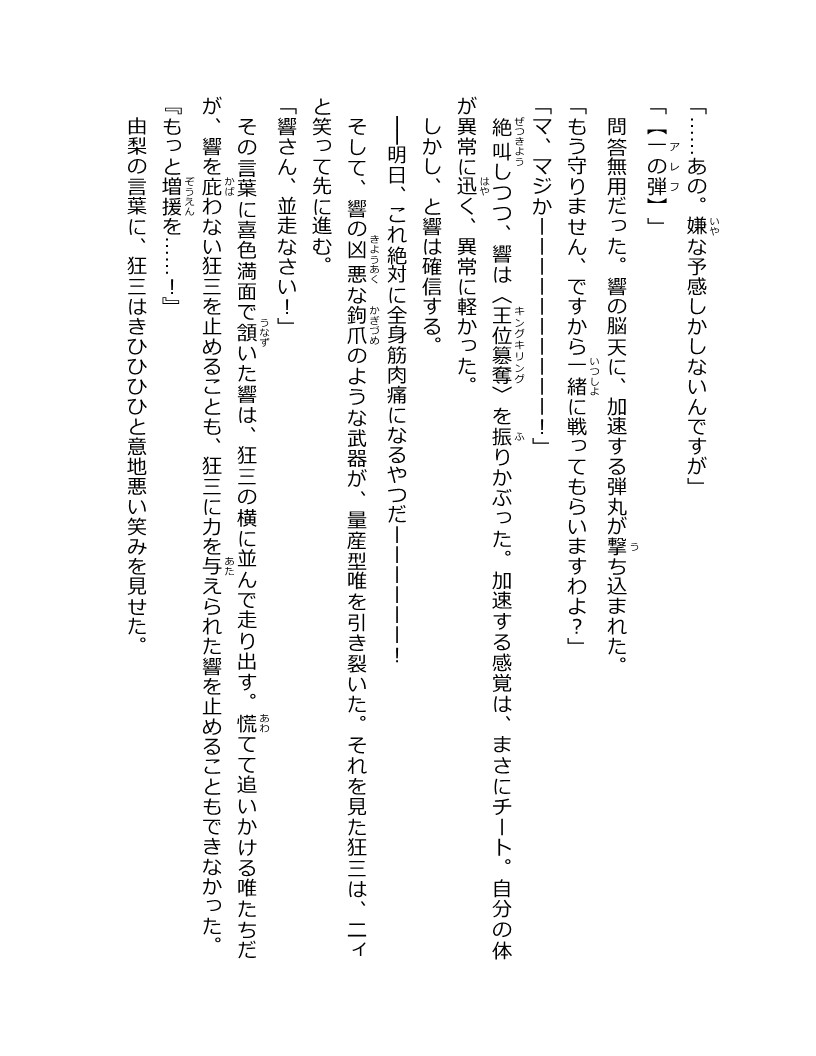 「……あの。嫌な予感しかしないんですが」
「【一の弾】」
　問答無用だった。響の脳天に、加速する弾丸が撃ち込まれた。
「もう守りません、ですから一緒に戦ってもらいますわよ？」
「マ、マジかーーーーーーーーーー！」
　絶叫しつつ、響は〈王位簒奪〉を振りかぶった。加速する感覚は、まさにチート。自分の体
が異常に迅く、異常に軽かった。
　しかし、と響は確信する。
　――明日、これ絶対に全身筋肉痛になるやつだーーーーーー！
　そして、響の凶悪な鉤爪のような武器が、量産型唯を引き裂いた。それを見た狂三は、ニィ
と笑って先に進む。
「響さん、並走なさい！」
　その言葉に喜色満面で頷いた響は、狂三の横に並んで走り出す。慌てて追いかける唯たちだ
が、響を庇わない狂三を止めることも、狂三に力を与えられた響を止めることもできなかった。
『もっと増援を……！』
　由梨の言葉に、狂三はきひひひひと意地悪い笑みを見せた。